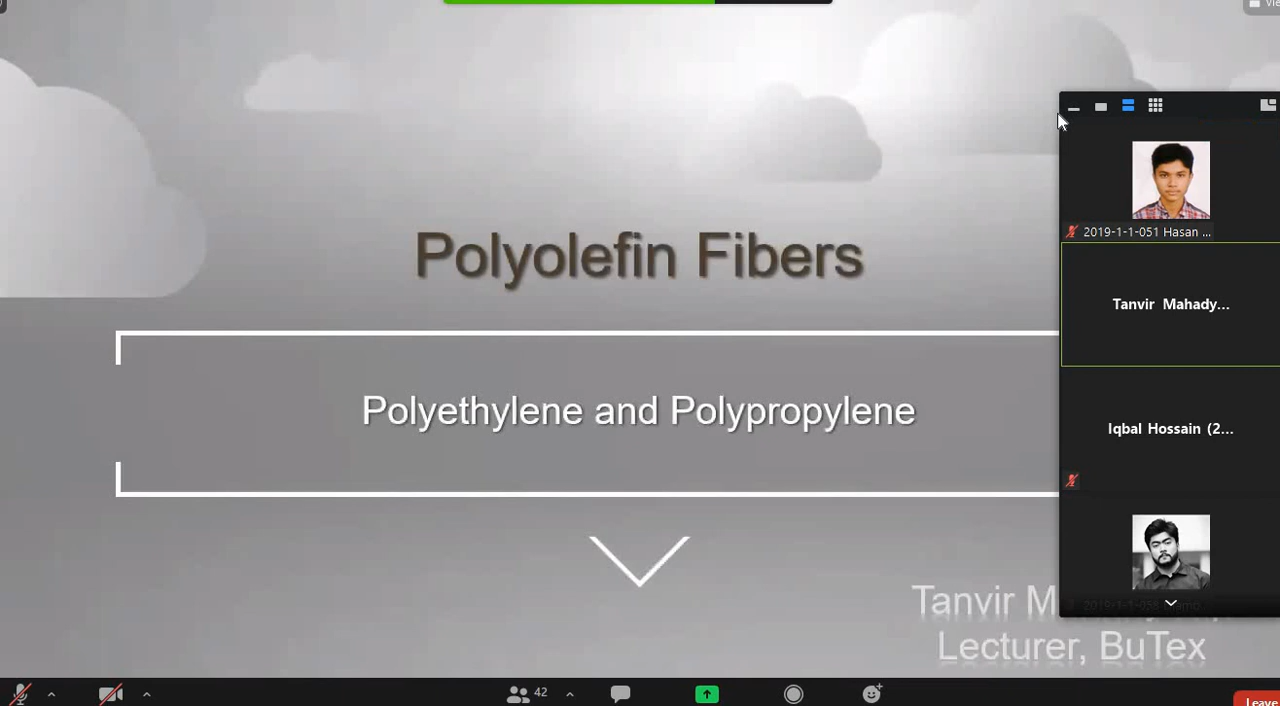 Vie
Polyolefin Fibers
Polyethylene and Polypropylene
Tanvir M
Lecturer, BuTex
2019-1-1-051 Hasan ...
Tanvir Mahady...
Iqbal Hossain (2...
42
Leave